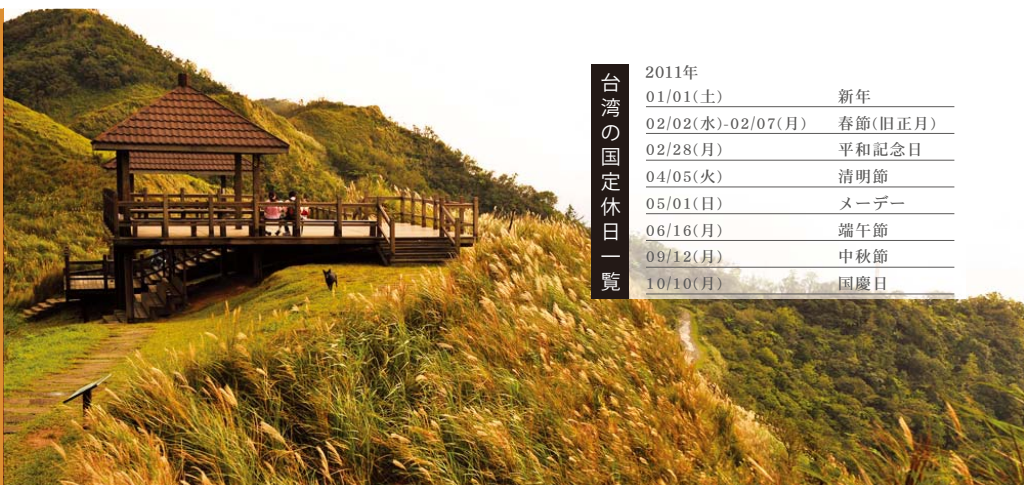 台湾の国定休日一覧
2011年
01/01(土) 新年
02/02(水)-02/07(月) 春節(旧正月)
02/28(月) 平和記念日
04/05(火) 清明節
05/01(日) メーデー
06/16(月) 端午節
09/12(月) 中秋節
10/10(月) 国慶日